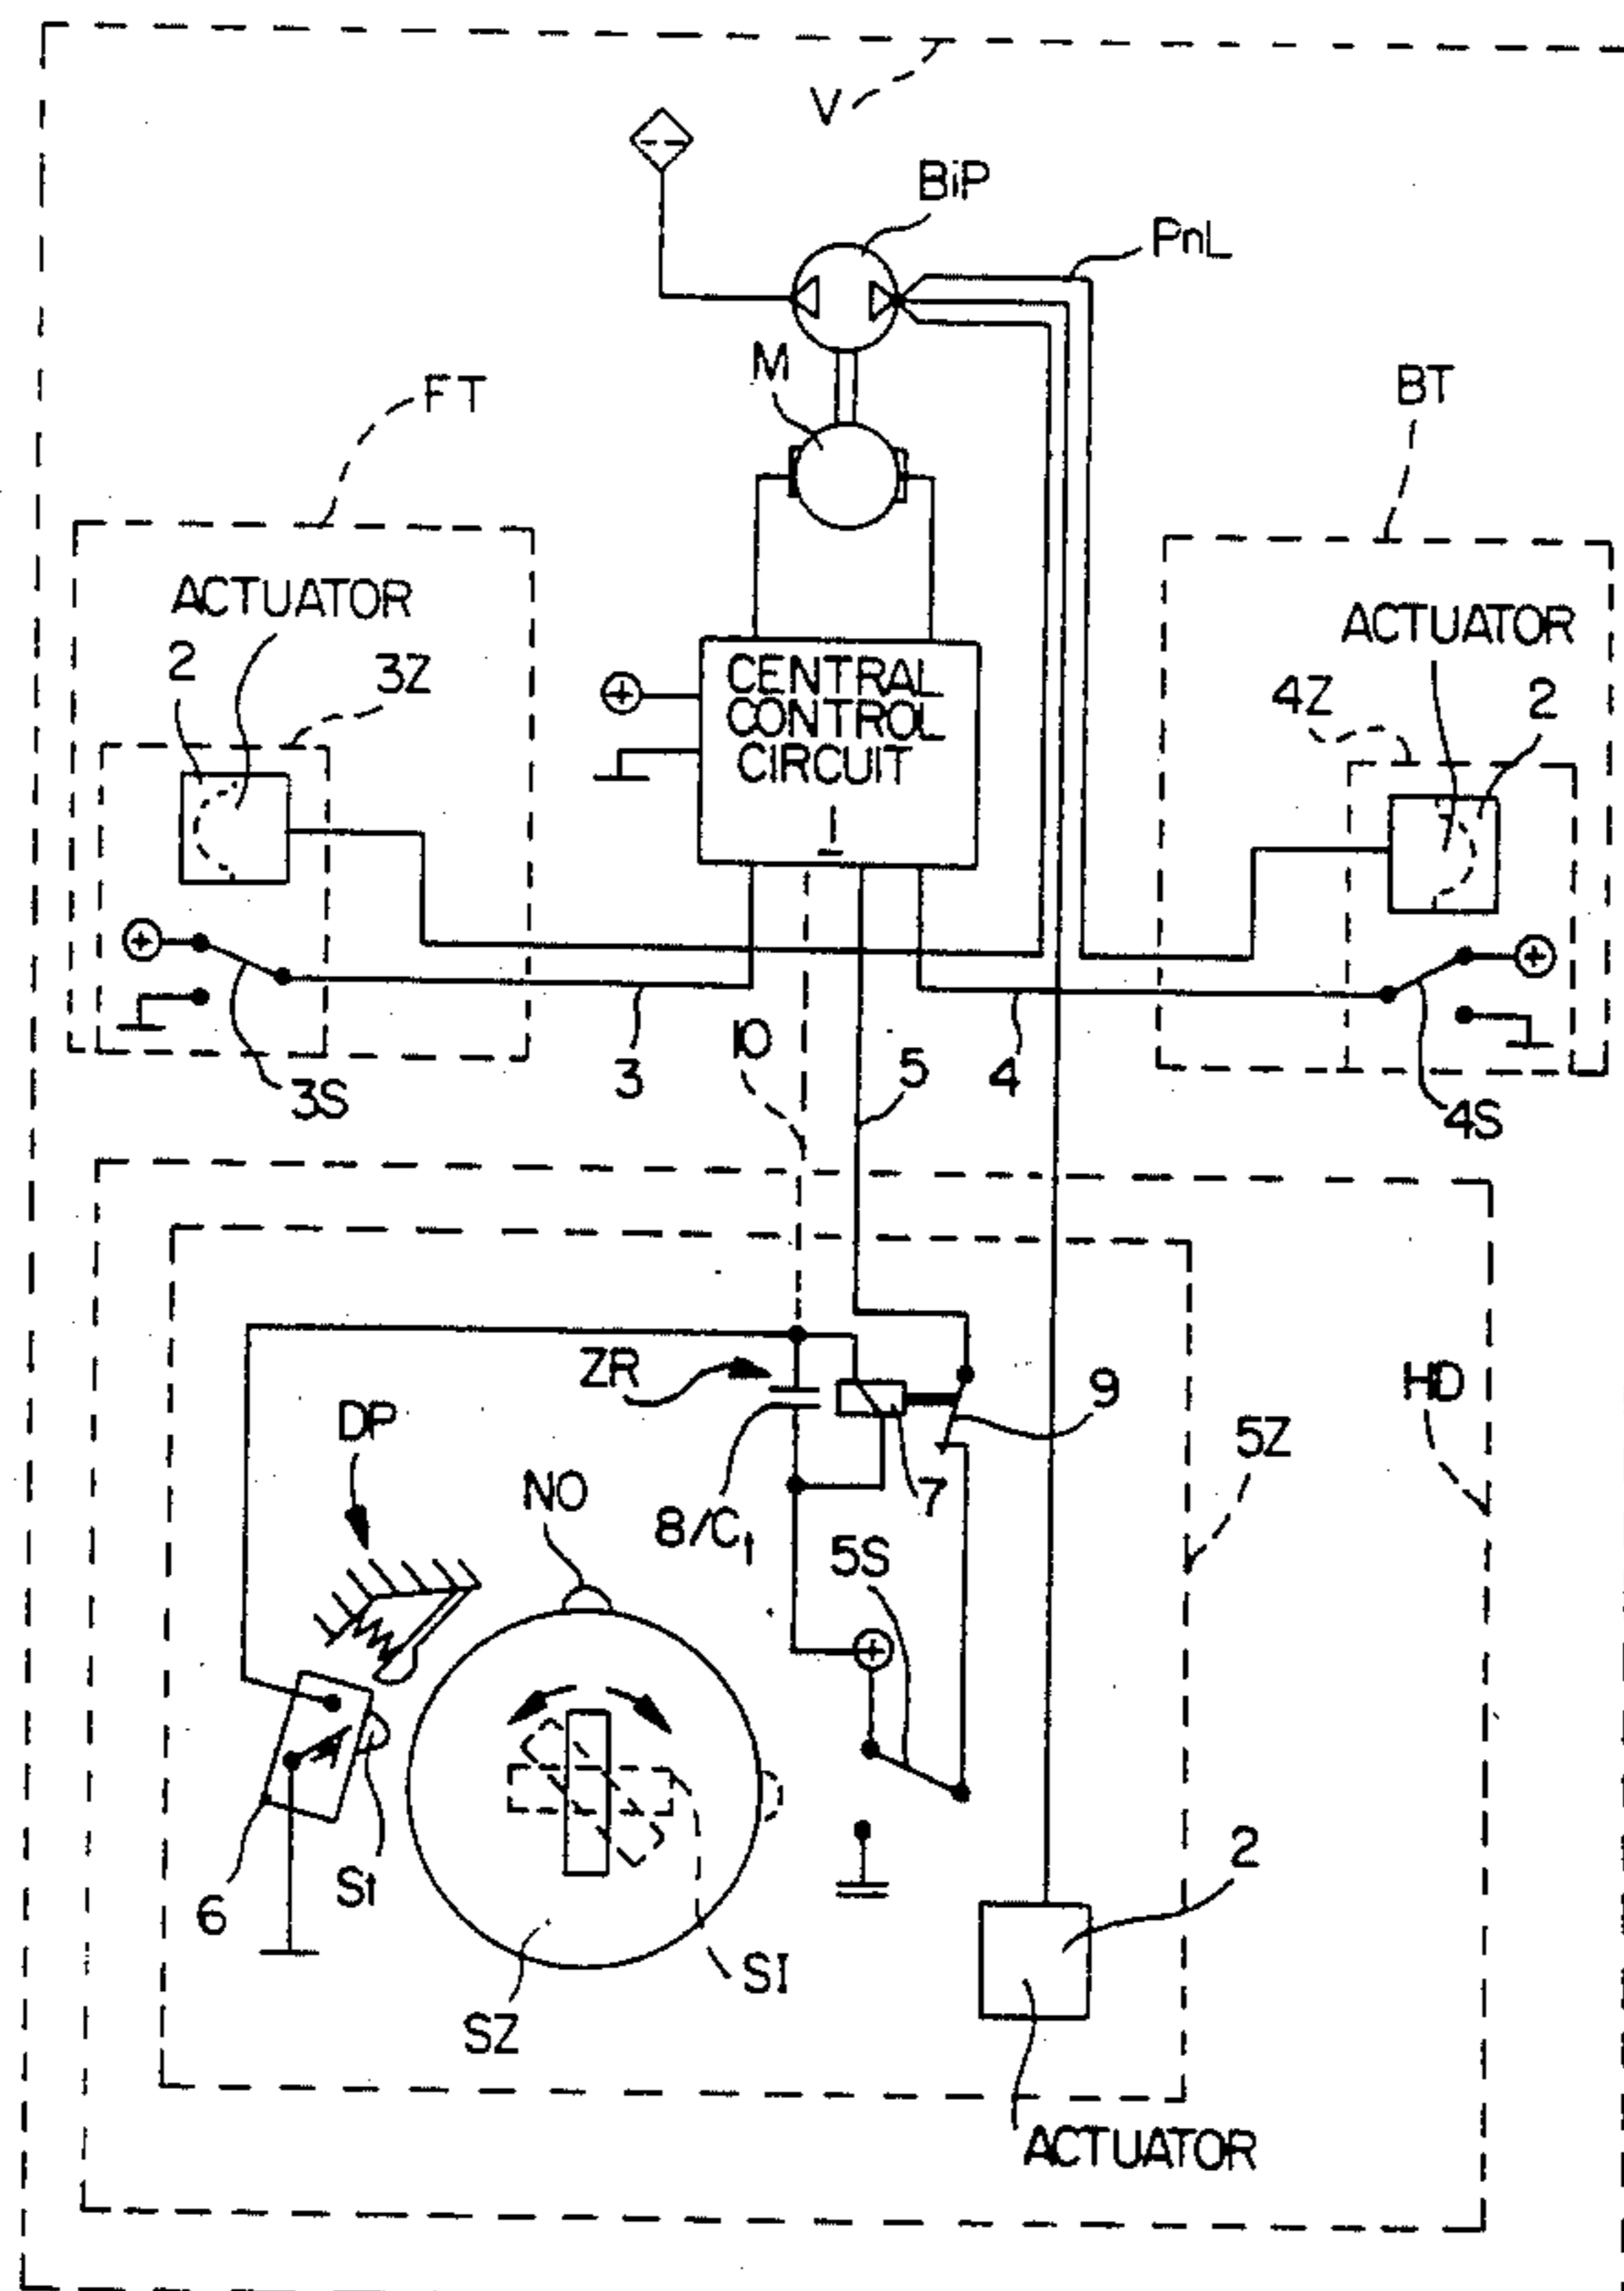 V
BiP
PnL
M
FT
BT
ACTUATOR
2
3Z
CENTRAL
CONTROL
CIRCUIT
1
ACTUATOR
4Z
2
3S
3
10
5
4
4S
ZR
DP
NO
8/C1
7
9
5S
5Z
HD
6
S1
SZ
SI
2
ACTUATOR